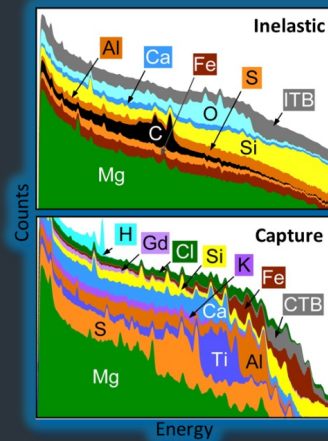 Inelastic
Al
Ca
Fe
S
ITB
O
C
Si
Mg
Counts
Capture
H
Gd
Cl
Si
K
Fe
Ca
CTB
S
Ti
Al
Mg
Energy